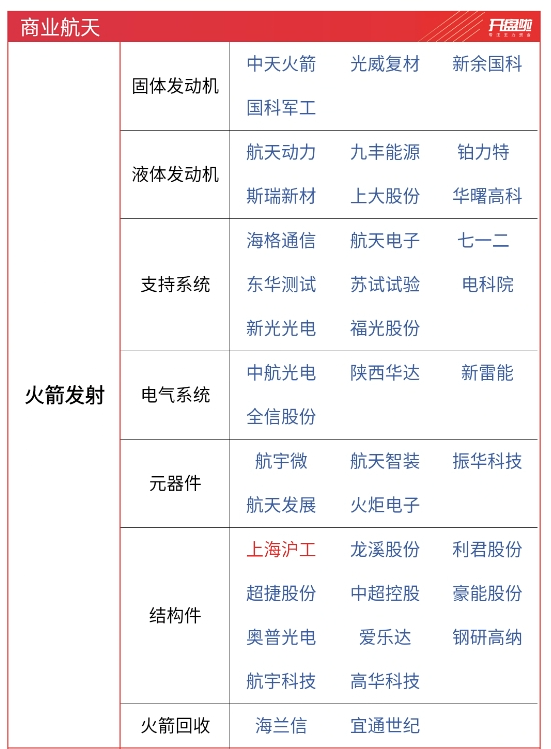 商业航天
开盘啦
火箭发射
固体发动机
中天火箭 光威复材 新余国科
国科军工
液体发动机
航天动力 九丰能源 铂力特
斯瑞新材 上大股份 华曙高科
支持系统
海格通信 航天电子 七一二
东华测试 苏试试验 电科院
新光光电 福光股份
电气系统
中航光电 陕西华达 新雷能
全信股份
元器件
航宇微 航天智装 振华科技
航天发展 火炬电子
结构件
上海沪工 龙溪股份 利君股份
超捷股份 中超控股 豪能股份
奥普光电 爱乐达 钢研高纳
航宇科技 高华科技
火箭回收
海兰信 宜通世纪